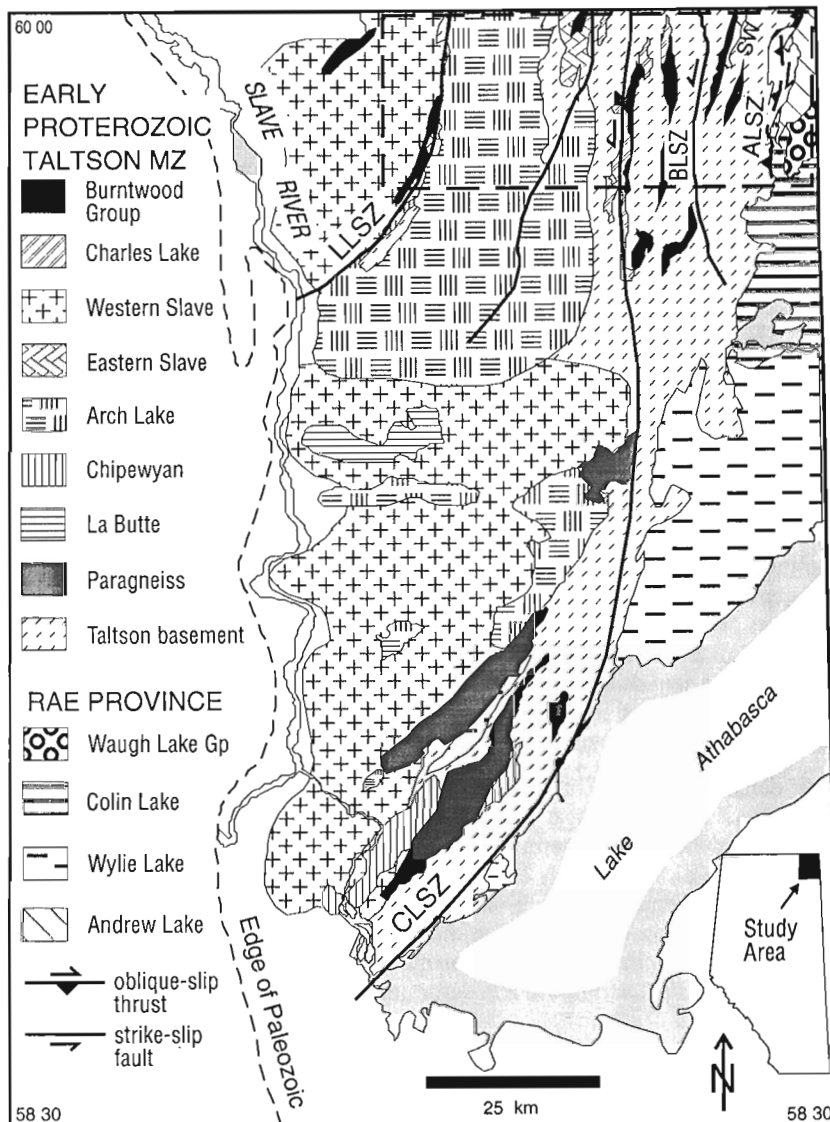 60 00
EARLY
PROTEROZOIC
TALTSON MZ
Burntwood
Group
Charles Lake
Western Slave
Eastern Slave
Arch Lake
Chipewyan
La Butte
Paragneiss
Taltson basement
RAE PROVINCE
Waugh Lake Gp
Colin Lake
Wylie Lake
Andrew Lake
oblique-slip
thrust
strike-slip
fault
58 30
SLAVE
RIVER
LLSZ
BLSZ
SM
ALSZ
CLSZ
Edge of Paleozoic
Lake
Athabasca
Study
Area
N
25 km
58 30